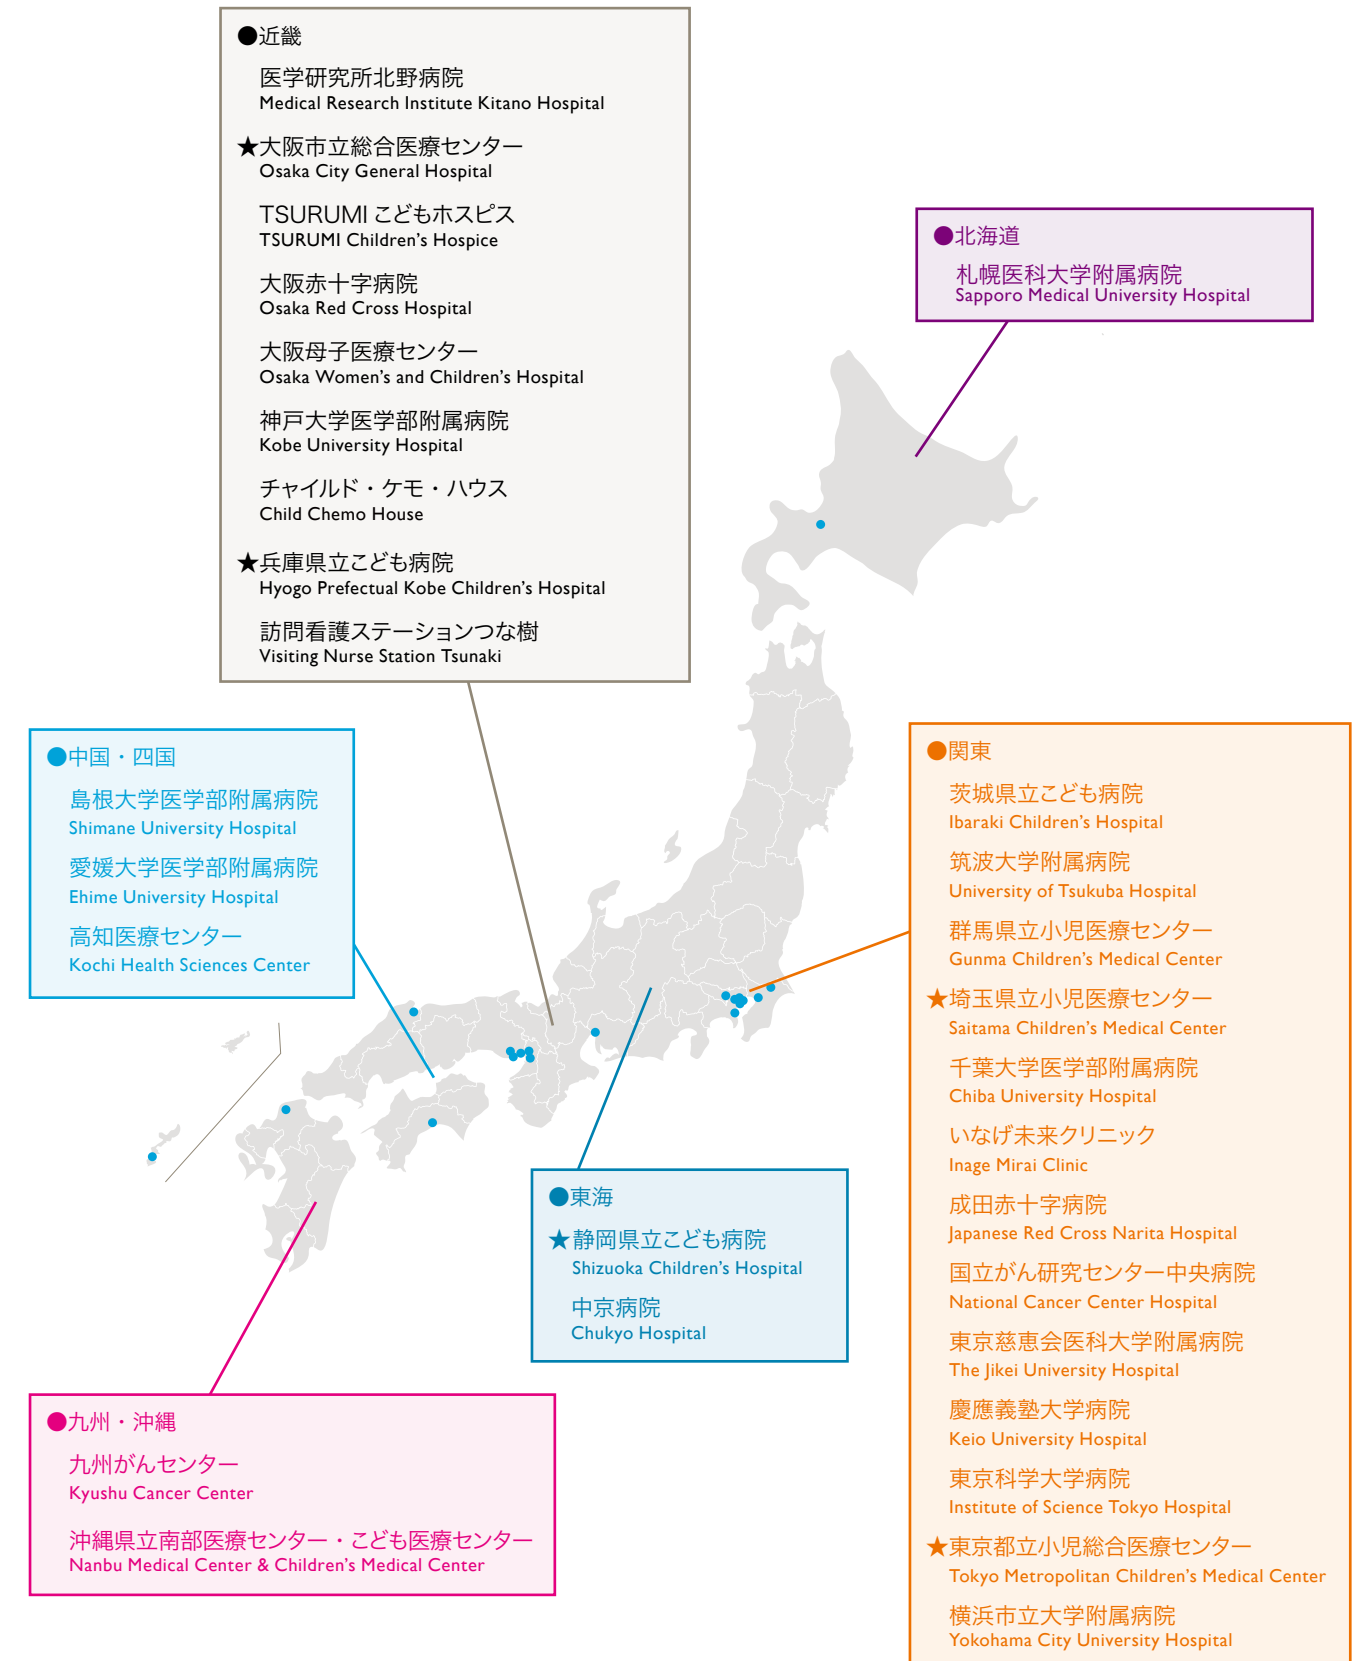 ●近畿
医学研究所北野病院
Medical Research Institute Kitano Hospital
★大阪市立総合医療センター
Osaka City General Hospital
TSURUMI こどもホスピス
TSURUMI Children's Hospice
大阪赤十字病院
Osaka Red Cross Hospital
大阪母子医療センター
Osaka Women's and Children's Hospital
神戸大学医学部附属病院
Kobe University Hospital
チャイルド・ケモ・ハウス
Child Chemo House
★兵庫県立こども病院
Hyogo Prefectual Kobe Children's Hospital
訪問看護ステーションつな樹
Visiting Nurse Station Tsunaki
●北海道
札幌医科大学附属病院
Sapporo Medical University Hospital
●中国・四国
島根大学医学部附属病院
Shimane University Hospital
愛媛大学医学部附属病院
Ehime University Hospital
高知医療センター
Kochi Health Sciences Center
●関東
茨城県立こども病院
Ibaraki Children's Hospital
筑波大学附属病院
University of Tsukuba Hospital
群馬県立小児医療センター
Gunma Children's Medical Center
★埼玉県立小児医療センター
Saitama Children's Medical Center
千葉大学医学部附属病院
Chiba University Hospital
いなげ未来クリニック
Inage Mirai Clinic
成田赤十字病院
Japanese Red Cross Narita Hospital
国立がん研究センター中央病院
National Cancer Center Hospital
東京慈恵会医科大学附属病院
The Jikei University Hospital
慶應義塾大学病院
Keio University Hospital
東京科学大学病院
Institute of Science Tokyo Hospital
★東京都立小児総合医療センター
Tokyo Metropolitan Children's Medical Center
横浜市立大学附属病院
Yokohama City University Hospital
●東海
★静岡県立こども病院
Shizuoka Children's Hospital
中京病院
Chukyo Hospital
●九州・沖縄
九州がんセンター
Kyushu Cancer Center
沖縄県立南部医療センター・こども医療センター
Nanbu Medical Center & Children's Medical Center